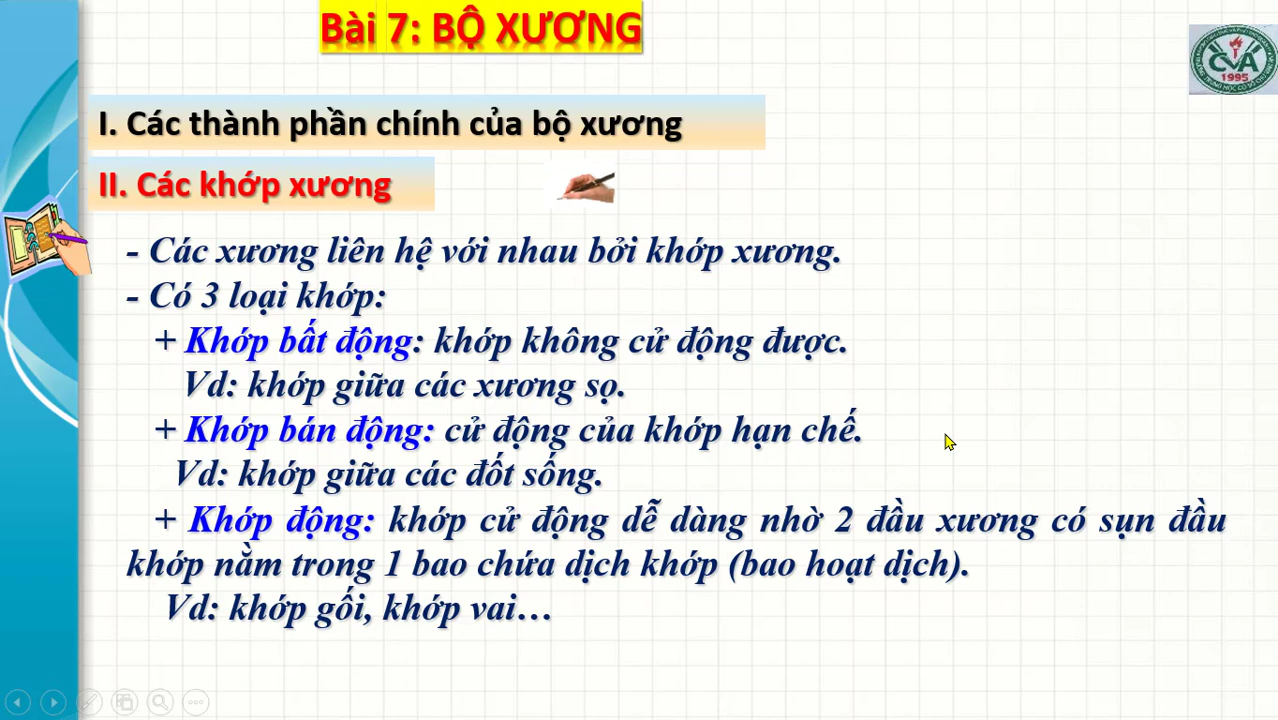 Bài 7: BỘ XƯƠNG
CVA
1995
I. Các thành phần chính của bộ xương
II. Các khớp xương
- Các xương liên hệ với nhau bởi khớp xương.
- Có 3 loại khớp:
+ Khớp bất động: khớp không cử động được.
Vd: khớp giữa các xương sọ.
+ Khớp bán động: cử động của khớp hạn chế.
Vd: khớp giữa các đốt sống.
+ Khớp động: khớp cử động dễ dàng nhờ 2 đầu xương có sụn đầu
khớp nằm trong 1 bao chứa dịch khớp (bao hoạt dịch).
Vd: khớp gối, khớp vai…